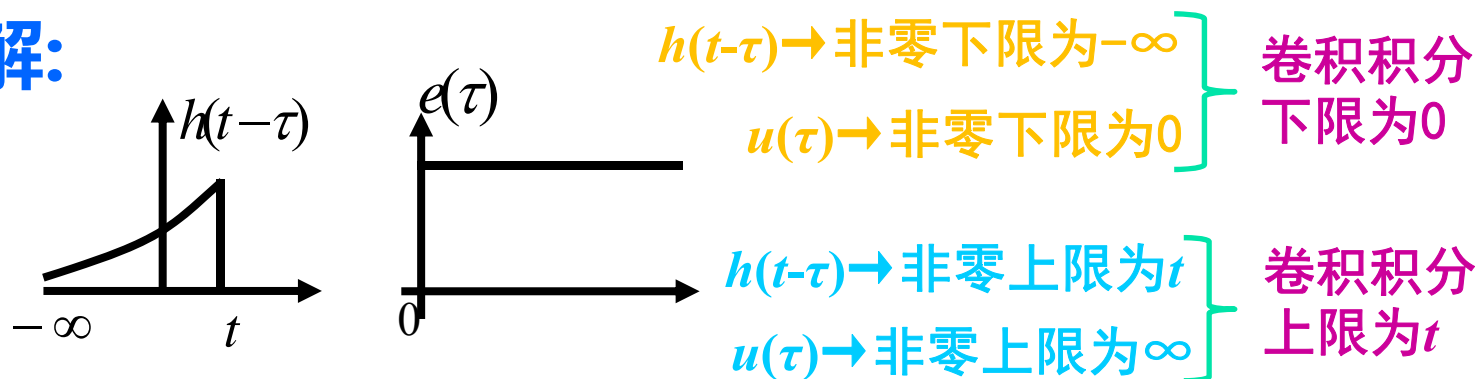 解:
h(t-τ)→非零下限为-∞
u(τ)→非零下限为0
卷积积分
下限为0
h(t-τ)
e(τ)
-∞
t
0
h(t-τ)→非零上限为t
u(τ)→非零上限为∞
卷积积分
上限为t